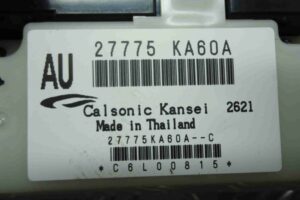 27775 KA60A
AU
Calsonic Kansei 2621
Made in Thailand
27775KA60A--C
*C6L00815*